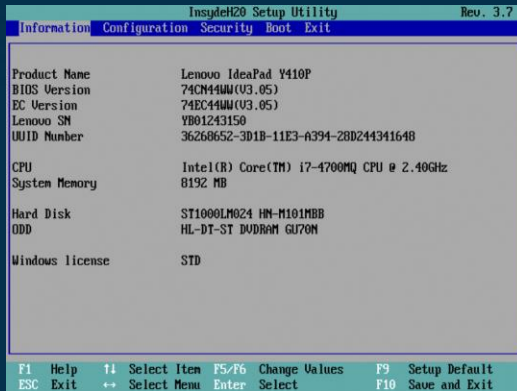 InsydeH20 Setup Utility Rev. 3.7
Information Configuration Security Boot Exit
Product Name Lenovo IdeaPad Y410P
BIOS Version 74CN44WW(V3.05)
EC Version 74EC44WW(V3.05)
Lenovo SN YB01243150
UUID Number 36268652-3D1B-11E3-A394-28D244341648
CPU Intel(R) Core(TM) i7-4700MQ CPU @ 2.40GHz
System Memory 8192 MB
Hard Disk ST1000LM024 HN-M101MBB
ODD HL-DT-ST DVDRAM GU70N
Windows license STD
F1 Help ↑↓ Select Item F5/F6 Change Values F9 Setup Default
ESC Exit ↔ Select Menu Enter Select F10 Save and Exit